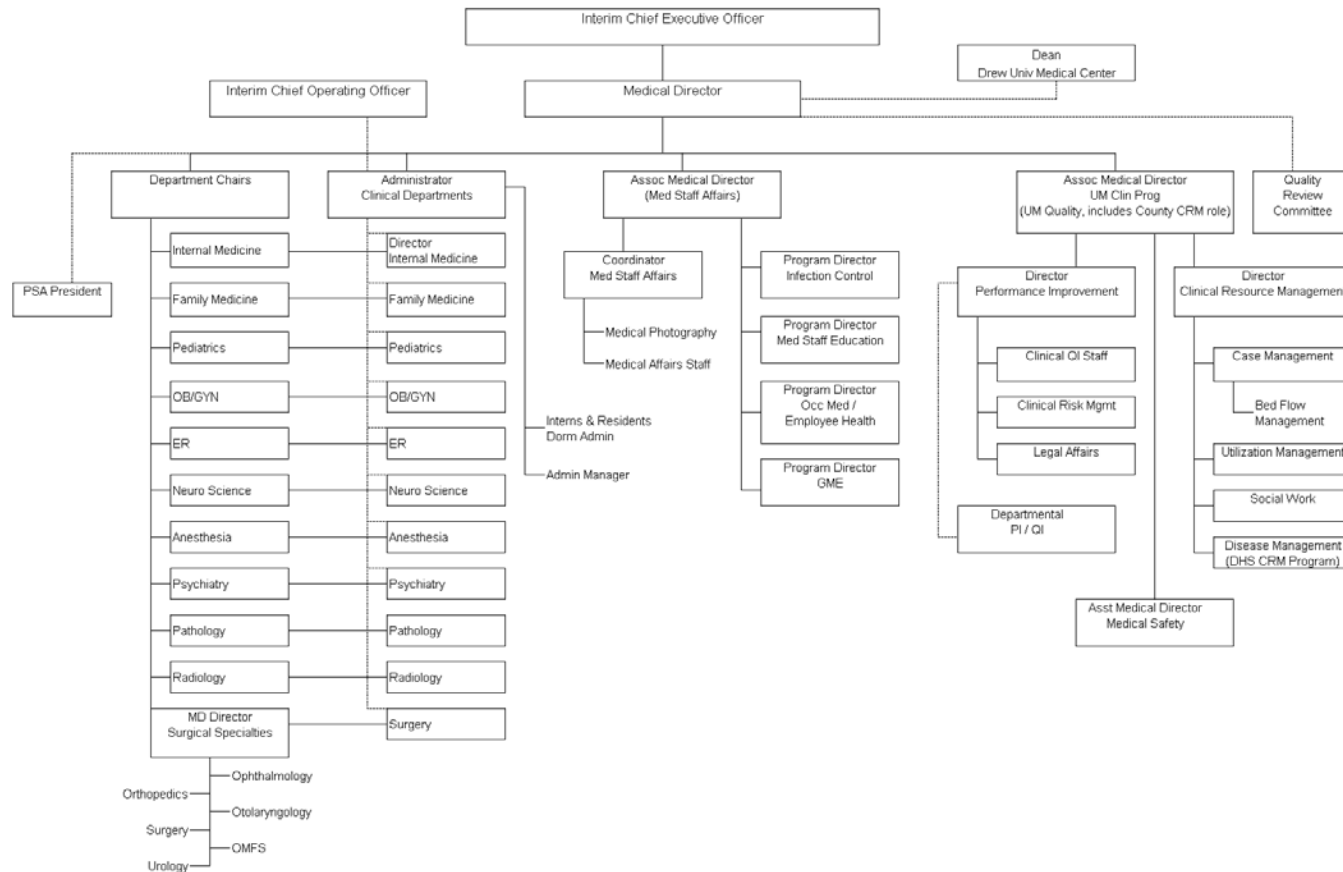 Interim Chief Executive Officer
Dean
Drew Univ Medical Center
Interim Chief Operating Officer
Medical Director
Department Chairs
Administrator
Clinical Departments
Assoc Medical Director
(Med Staff Affairs)
Assoc Medical Director
UM Clin Prog
(UM Quality, includes County CRM role)
Quality
Review
Committee
PSA President
Internal Medicine
Family Medicine
Pediatrics
OB/GYN
ER
Neuro Science
Anesthesia
Psychiatry
Pathology
Radiology
MD Director
Surgical Specialties
Ophthalmology
Orthopedics
Otolaryngology
Surgery
OMFS
Urology
Director
Internal Medicine
Family Medicine
Pediatrics
OB/GYN
ER
Neuro Science
Anesthesia
Psychiatry
Pathology
Radiology
Surgery
Interns & Residents
Dorm Admin
Admin Manager
Coordinator
Med Staff Affairs
Medical Photography
Medical Affairs Staff
Program Director
Infection Control
Program Director
Med Staff Education
Program Director
Occ Med /
Employee Health
Program Director
GME
Director
Performance Improvement
Clinical QI Staff
Clinical Risk Mgmt
Legal Affairs
Departmental
PI / QI
Asst Medical Director
Medical Safety
Director
Clinical Resource Management
Case Management
Bed Flow
Management
Utilization Management
Social Work
Disease Management
(DHS CRM Program)